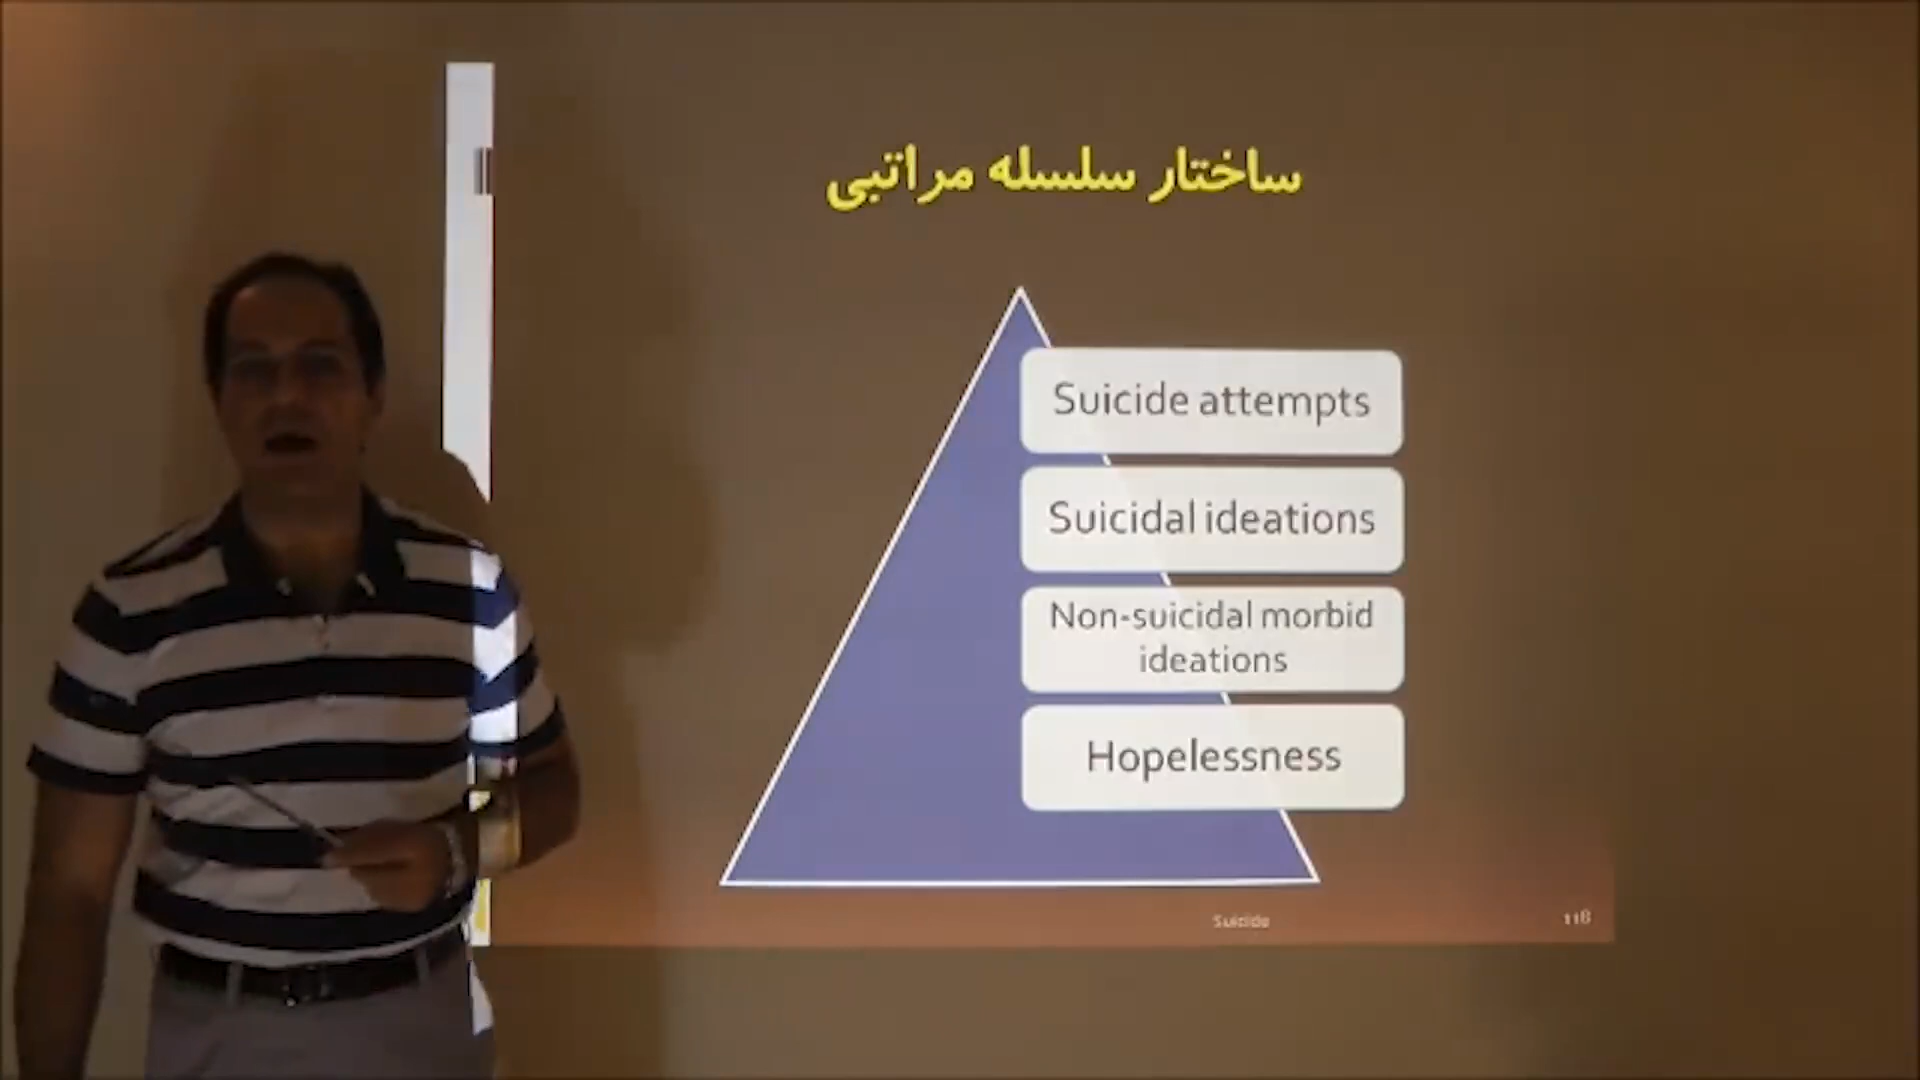 ساختار سلسله مراتبی
Suicide attempts
Suicidal ideations
Non-suicidal morbid
ideations
Hopelessness
Suicide
118